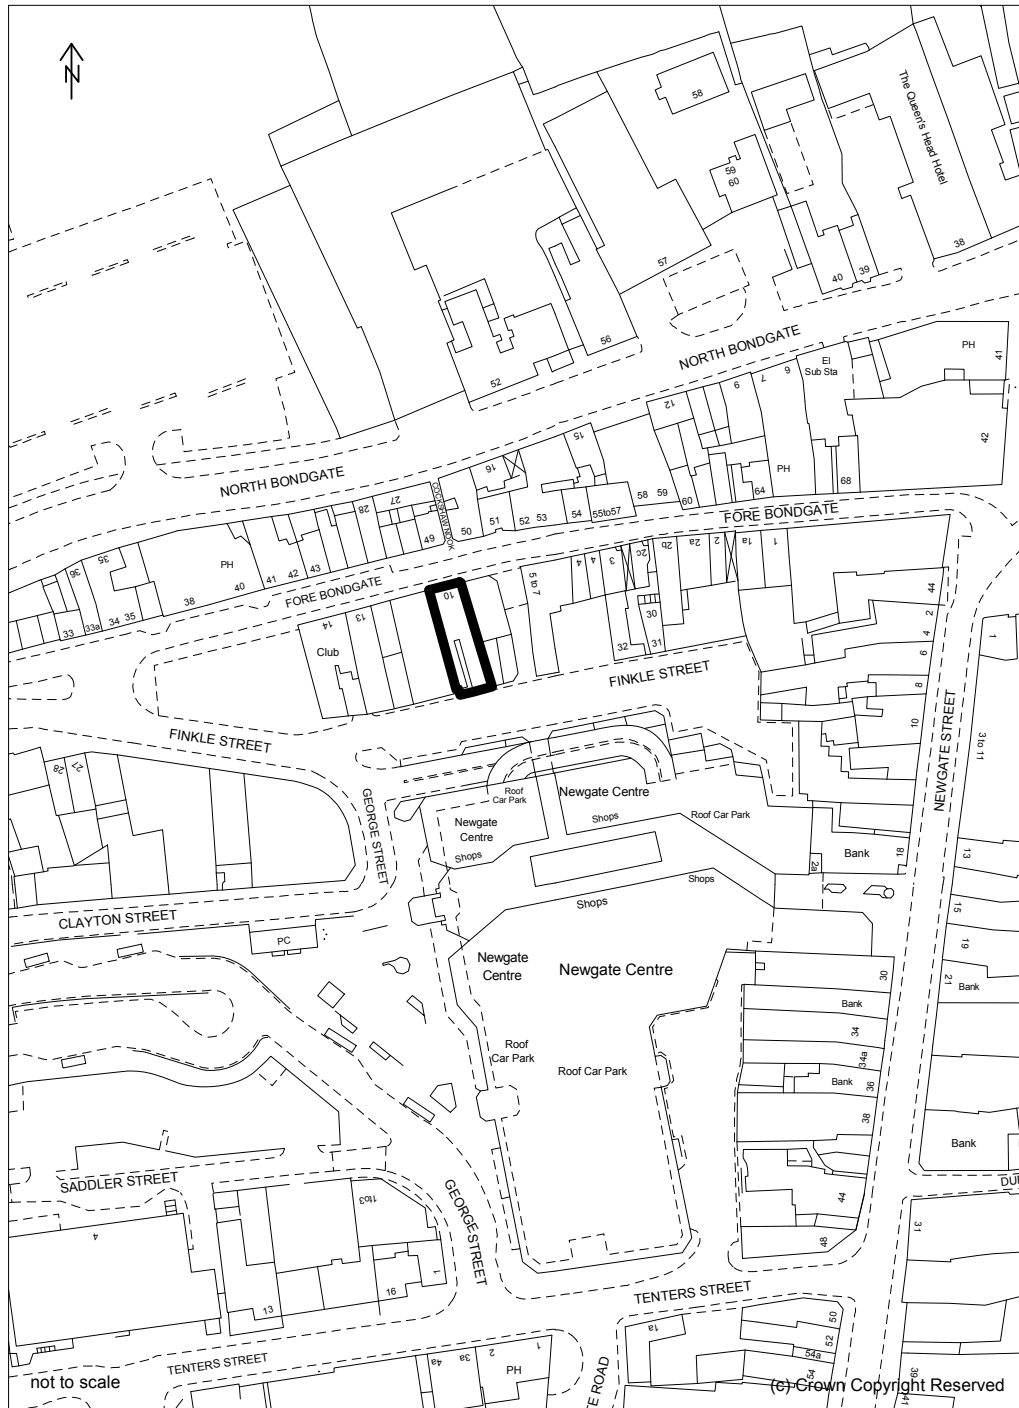 N
58
The Queen's Head Hotel
59
60
57
38
40
39
56
52
NORTH BONDGATE
El
Sub Sta
PH
41
42
12
9
7
6
15
16
NORTH BONDGATE
27
28
COCKSHAW NOOK
50
51
52
53
54
55to57
58
59
60
64
PH
68
FORE BONDGATE
35
36
PH
49
43
42
41
40
38
35
34
33a
33
FORE BONDGATE
10
13
14
Club
5 to 7
4
4
3
2c
2b
2a
2
1a
1
30
31
32
44
2
4
6
8
10
1
FINKLE STREET
FINKLE STREET
NEWGATE STREET
3 to 11
28
27
GEORGE STREET
Roof
Car Park
Newgate Centre
Newgate
Centre
Shops
Shops
Roof Car Park
Shops
Shops
2a
Bank
18
13
15
19
21
Bank
CLAYTON STREET
PC
Newgate
Centre
Newgate Centre
30
Bank
34
34a
Bank
36
38
Roof
Car Park
Roof Car Park
Bank
SADDLER STREET
1to3
4
GEORGE STREET
44
48
31
1
16
13
TENTERS STREET
TENTERS STREET
1a
50
52
54a
54
4a
3a
2
1
PH
39
41
not to scale
(c) Crown Copyright Reserved